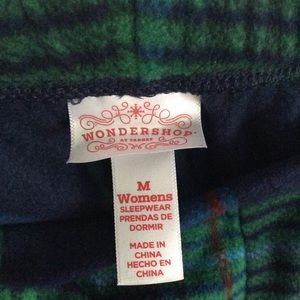 WONDERSHOP
AT TARGET
M
Womens
SLEEPWEAR
PRENDAS DE
DORMIR
MADE IN
CHINA
HECHO EN
CHINA